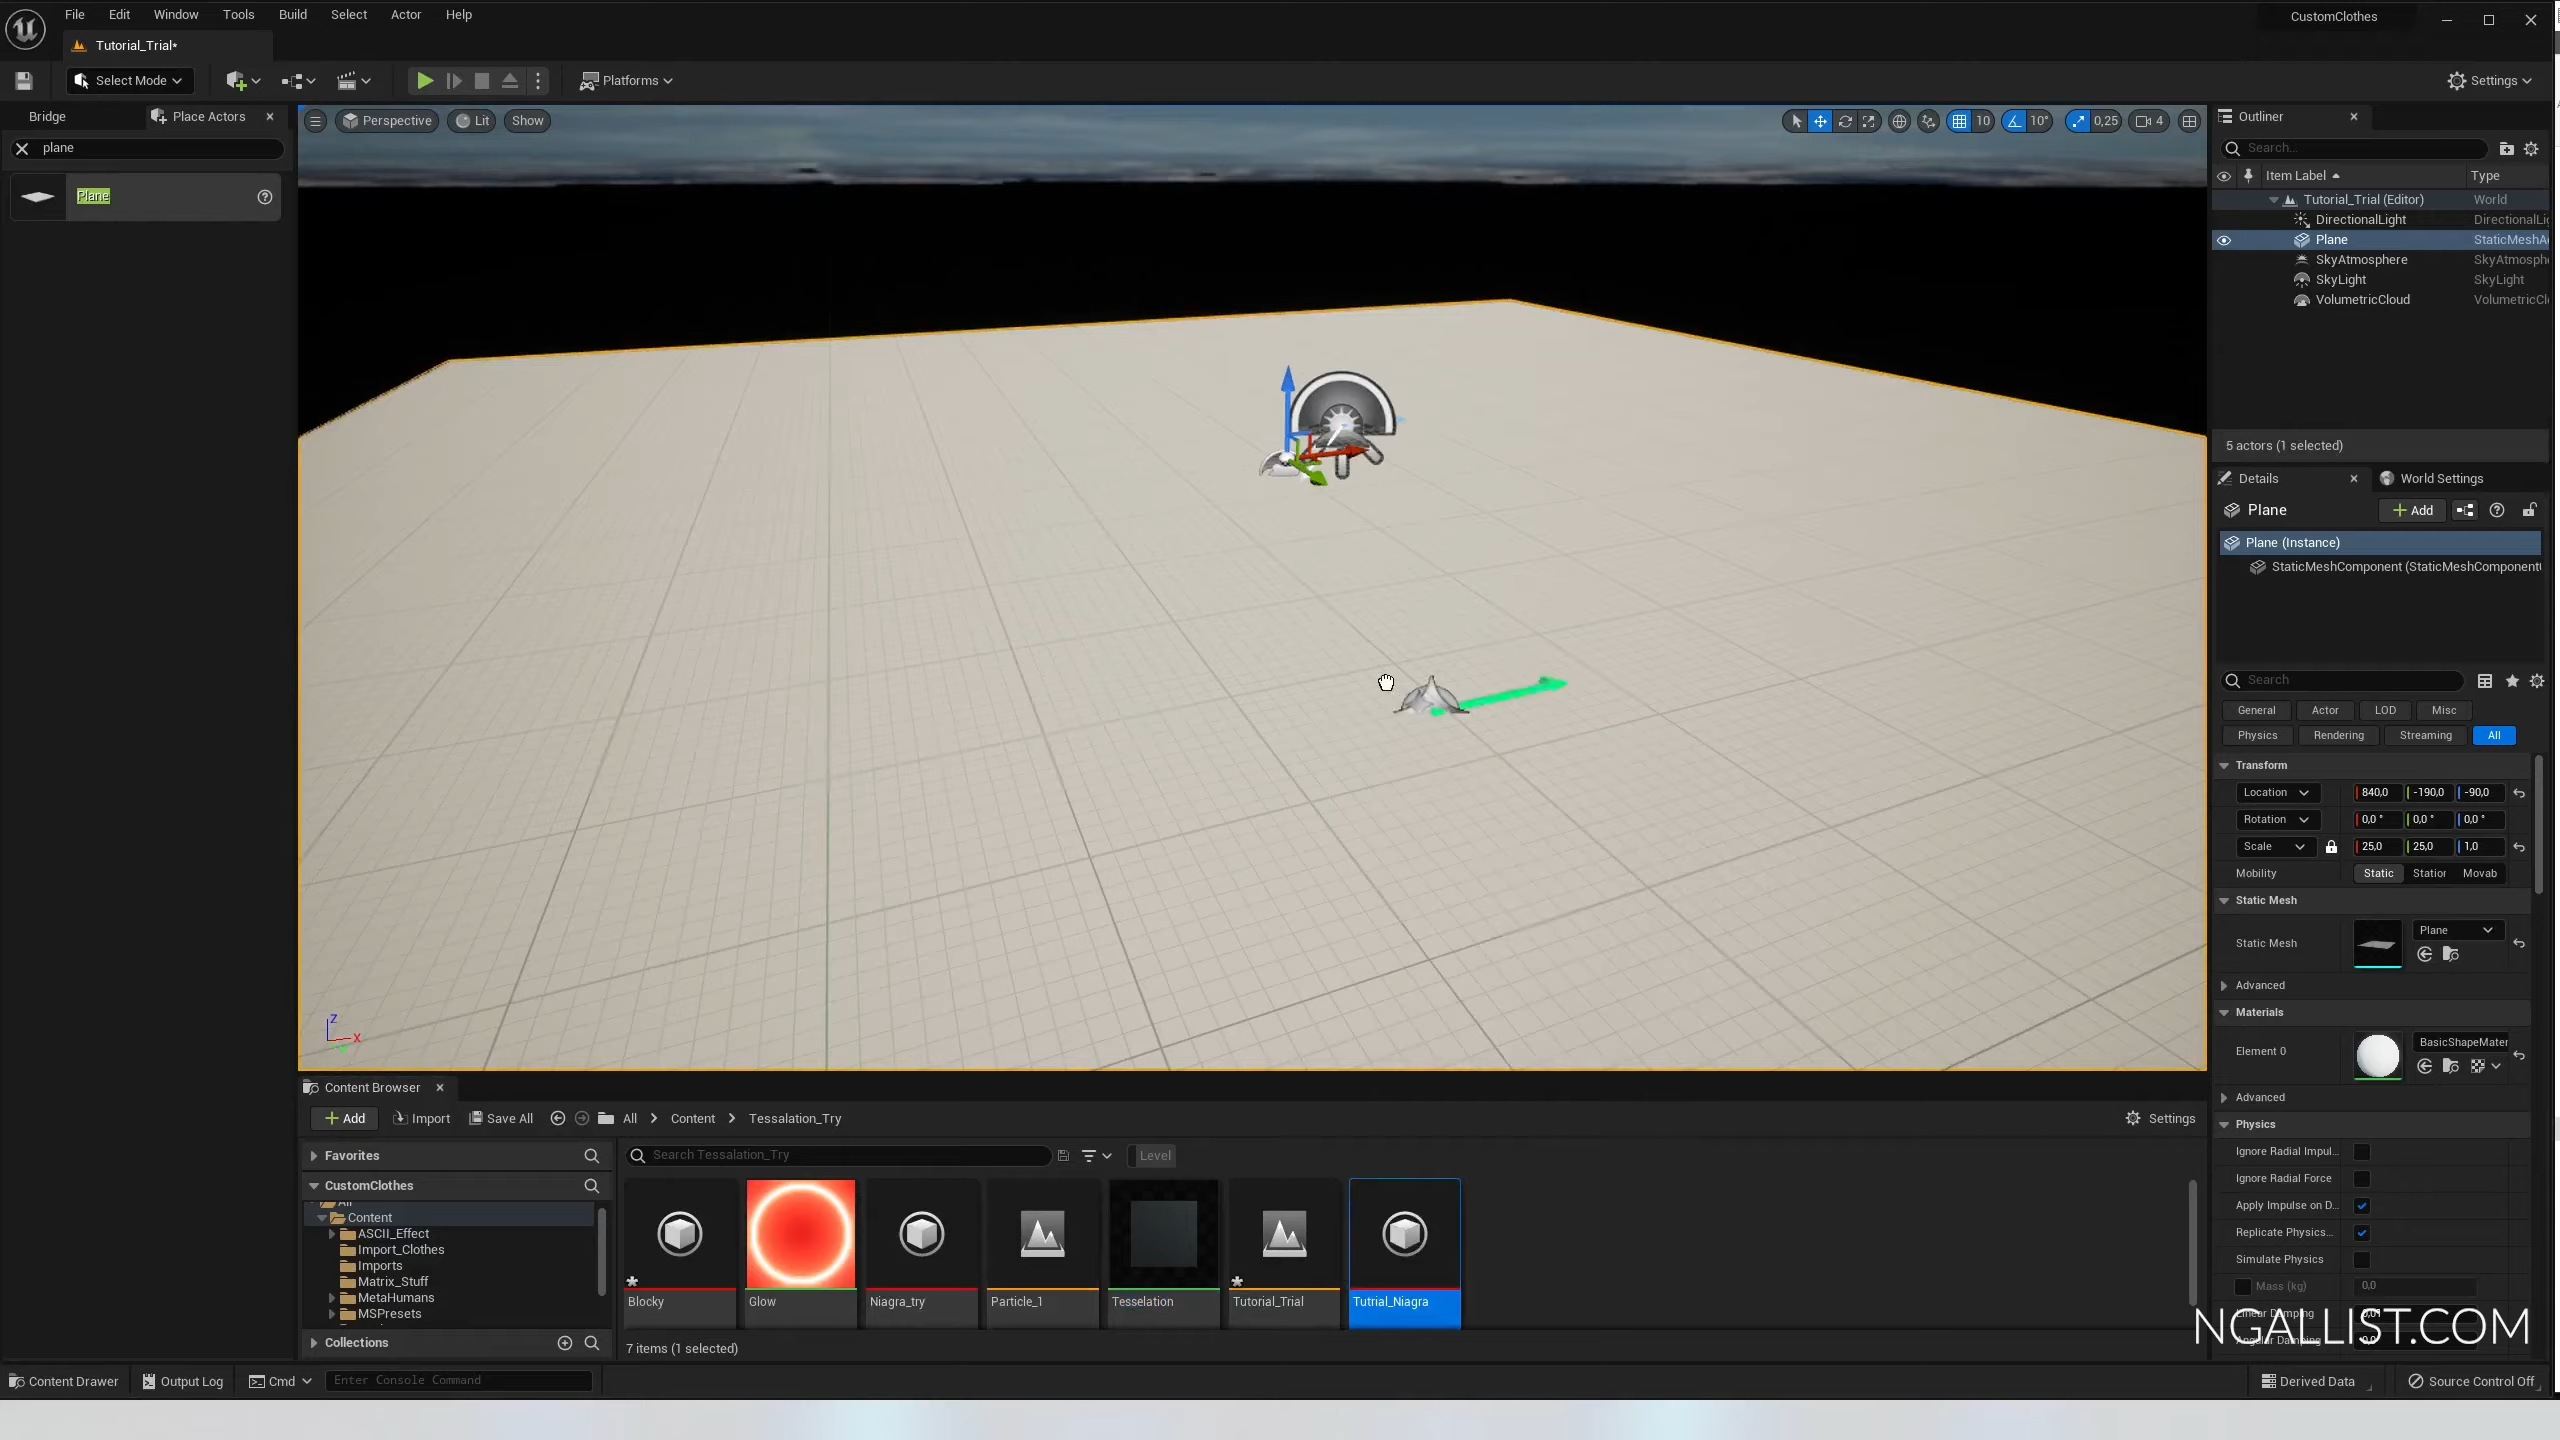 File Edit Window Tools Build Select Actor Help
CustomClothes
Tutorial_Trial*
Select Mode
Platforms
Settings
Bridge
Place Actors
plane
Plane
Perspective
Lit
Show
10
10°
0,25
4
Outliner
Search...
Item Label
Type
Tutorial_Trial (Editor)
World
DirectionalLight
DirectionalLi
Plane
StaticMeshA
SkyAtmosphere
SkyAtmosph
SkyLight
SkyLight
VolumetricCloud
VolumetricCl
5 actors (1 selected)
Details
World Settings
Plane
Add
Plane (Instance)
StaticMeshComponent (StaticMeshComponent
Search
General
Actor
LOD
Misc
Physics
Rendering
Streaming
All
Transform
Location
840,0
-190,0
-90,0
Rotation
0,0 °
0,0 °
0,0 °
Scale
25,0
25,0
1,0
Mobility
Static
Station
Movab
Static Mesh
Static Mesh
Plane
Advanced
Materials
Element 0
BasicShapeMater
Advanced
Physics
Ignore Radial Impul...
Ignore Radial Force
Apply Impulse on D...
Replicate Physics...
Simulate Physics
Mass (kg)
0,0
Linear Damping
Angular Damping
NGALLIST.COM
Z
X
Content Browser
Add
Import
Save All
All
Content
Tessalation_Try
Settings
Favorites
Search Tessalation_Try
Level
CustomClothes
All
Content
ASCII_Effect
Import_Clothes
Imports
Matrix_Stuff
MetaHumans
MSPresets
Collections
Blocky
Glow
Niagra_try
Particle_1
Tesselation
Tutorial_Trial
Tutrial_Niagra
7 items (1 selected)
Content Drawer
Output Log
Cmd
Enter Console Command
Derived Data
Source Control Off